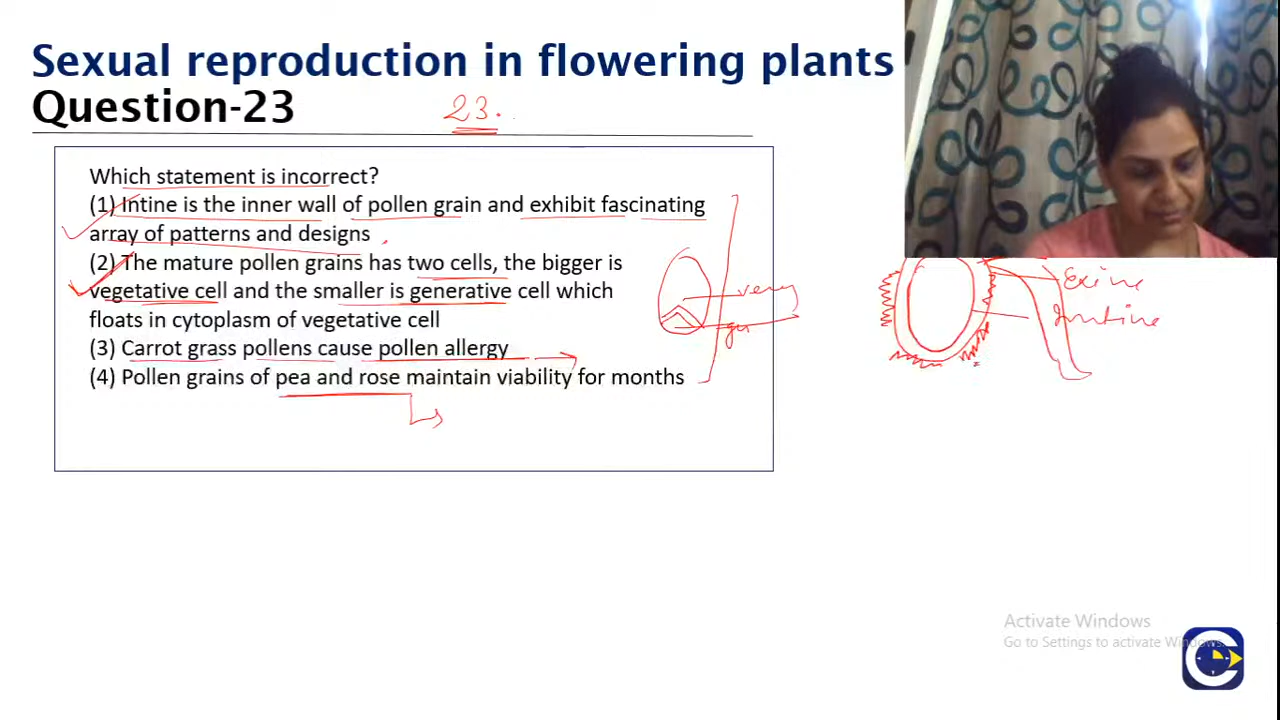 Sexual reproduction in flowering plants
Question-23
23.
Which statement is incorrect?
(1) Intine is the inner wall of pollen grain and exhibit fascinating
array of patterns and designs
(2) The mature pollen grains has two cells, the bigger is
vegetative cell and the smaller is generative cell which
floats in cytoplasm of vegetative cell
(3) Carrot grass pollens cause pollen allergy
(4) Pollen grains of pea and rose maintain viability for months
Exine
Intine
Activate Windows
Go to Settings to activate Windows.